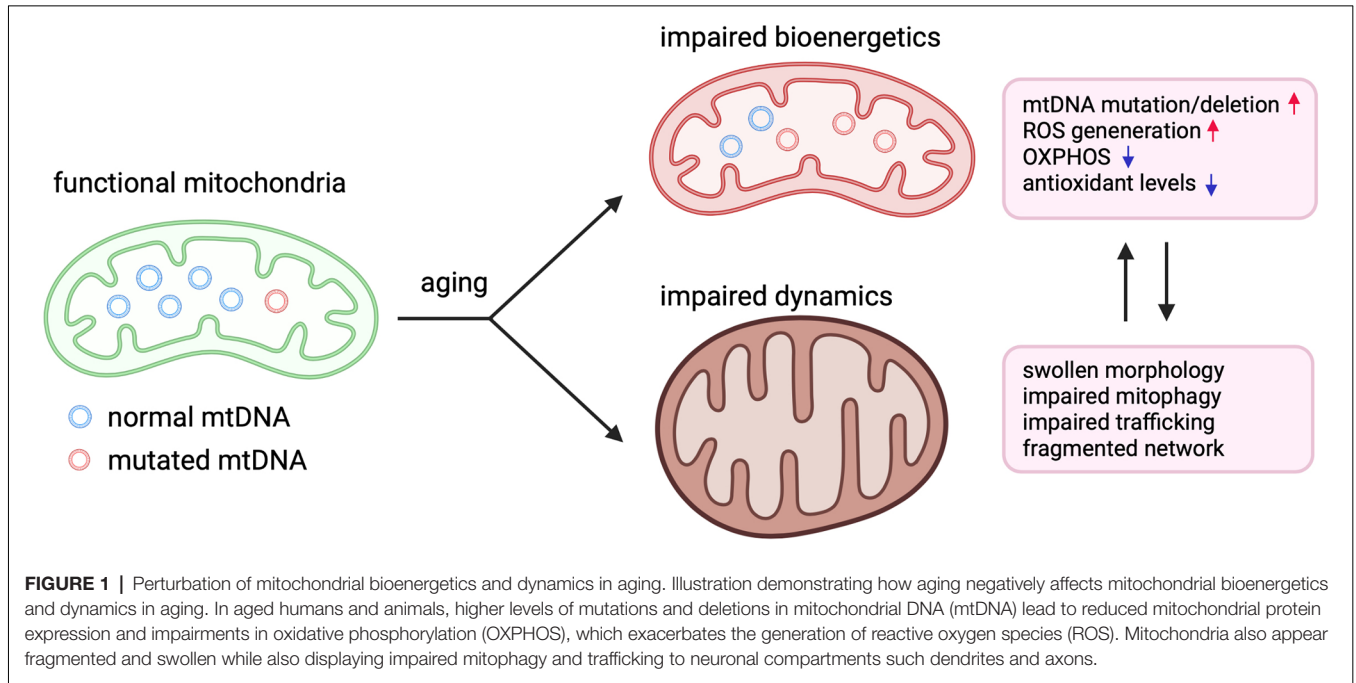 impaired bioenergetics
mtDNA mutation/deletion ↑
ROS geneneration ↑
OXPHOS ↓
antioxidant levels ↓
functional mitochondria
aging
impaired dynamics
swollen morphology
impaired mitophagy
impaired trafficking
fragmented network
normal mtDNA
mutated mtDNA
FIGURE 1 | Perturbation of mitochondrial bioenergetics and dynamics in aging. Illustration demonstrating how aging negatively affects mitochondrial bioenergetics
and dynamics in aging. In aged humans and animals, higher levels of mutations and deletions in mitochondrial DNA (mtDNA) lead to reduced mitochondrial protein
expression and impairments in oxidative phosphorylation (OXPHOS), which exacerbates the generation of reactive oxygen species (ROS). Mitochondria also appear
fragmented and swollen while also displaying impaired mitophagy and trafficking to neuronal compartments such dendrites and axons.